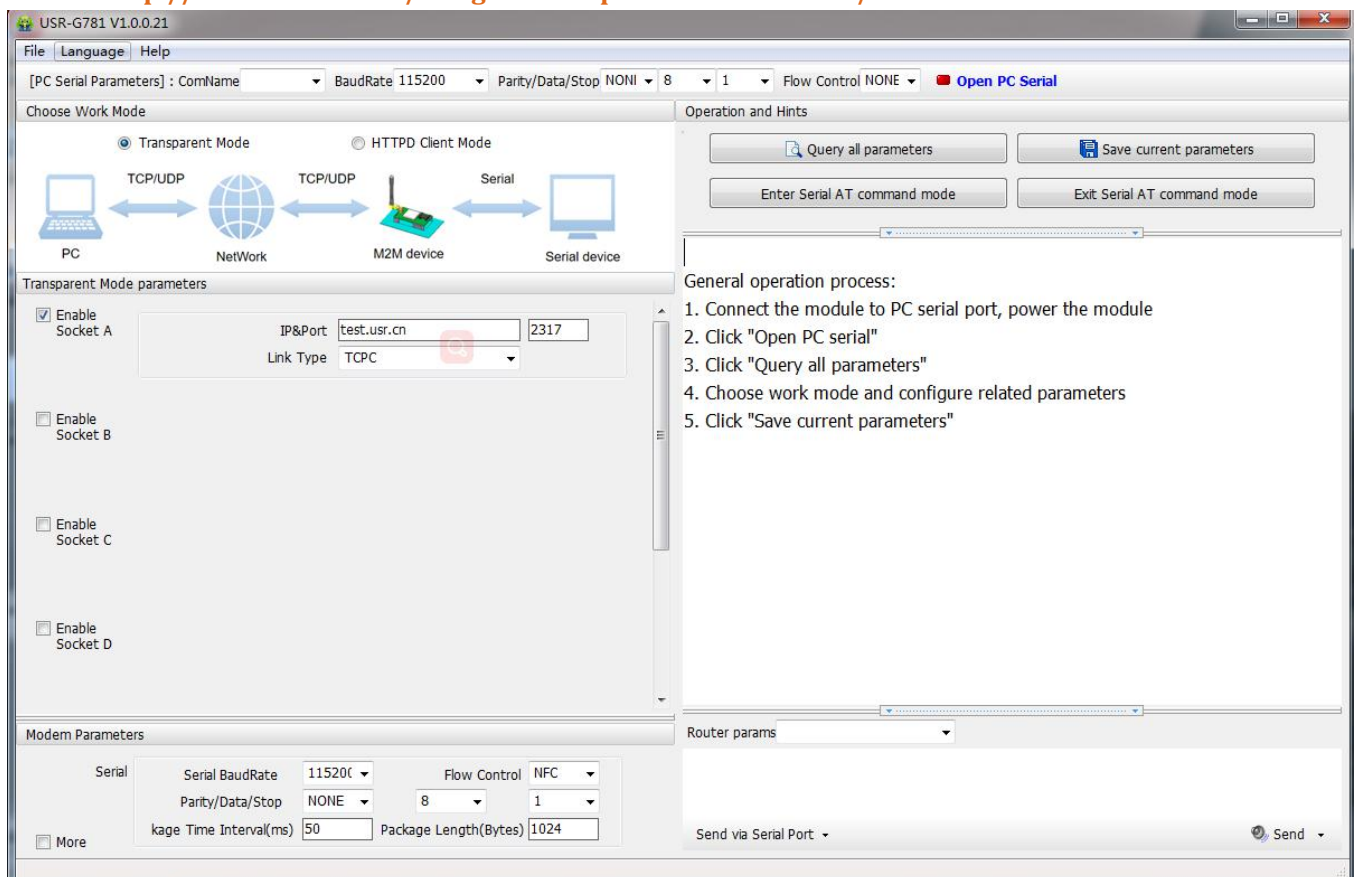 USR-G781 V1.0.0.21
File Language Help
[PC Serial Parameters] : ComName BaudRate 115200 Parity/Data/Stop NONI 8 1 Flow Control NONE Open PC Serial
Choose Work Mode
Transparent Mode HTTPD Client Mode
TCP/UDP TCP/UDP Serial
PC NetWork M2M device Serial device
Transparent Mode parameters
Enable
Socket A
IP&Port test.usr.cn 2317
Link Type TCPC
Enable
Socket B
Enable
Socket C
Enable
Socket D
Modem Parameters
Serial Serial BaudRate 115200 Flow Control NFC
Parity/Data/Stop NONE 8 1
kage Time Interval(ms) 50 Package Length(Bytes) 1024
More
Operation and Hints
Query all parameters Save current parameters
Enter Serial AT command mode Exit Serial AT command mode
General operation process:
1. Connect the module to PC serial port, power the module
2. Click "Open PC serial"
3. Click "Query all parameters"
4. Choose work mode and configure related parameters
5. Click "Save current parameters"
Router params
Send via Serial Port Send